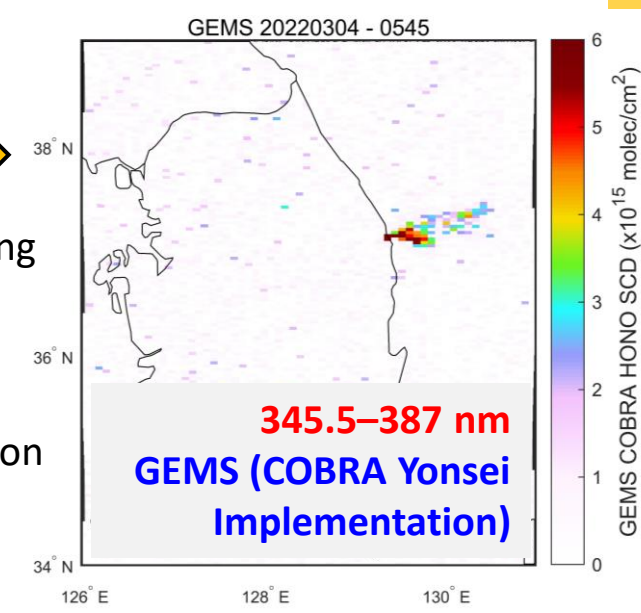 GEMS 20220304 - 0545
38° N
36° N
34° N
126° E
128° E
130° E
ng
on
345.5–387 nm
GEMS (COBRA Yonsei
Implementation)
6
5
4
3
2
1
0
GEMS COBRA HONO SCD (x10¹⁵ molec/cm²)